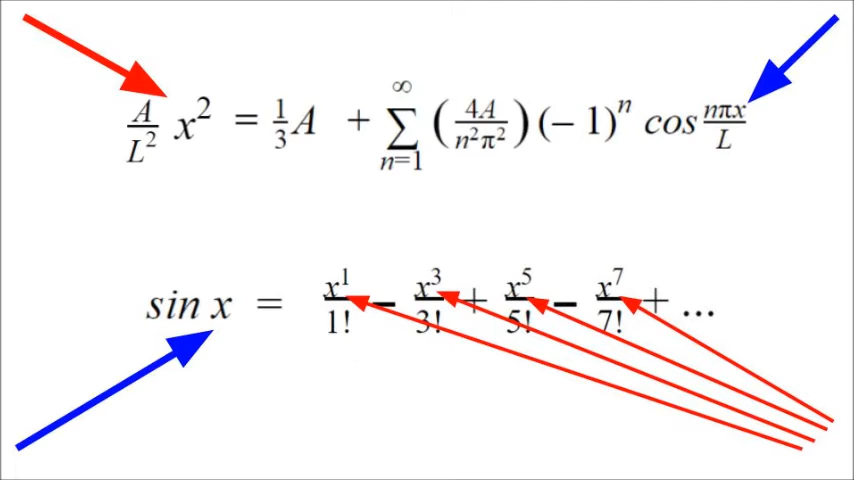 A/L² x² = 1/3 A + ∞∑n=1 (4A/n²π²)(– 1)ⁿ cos nπx/L
sin x = x¹/1! – x³/3! + x⁵/5! – x⁷/7! + ...